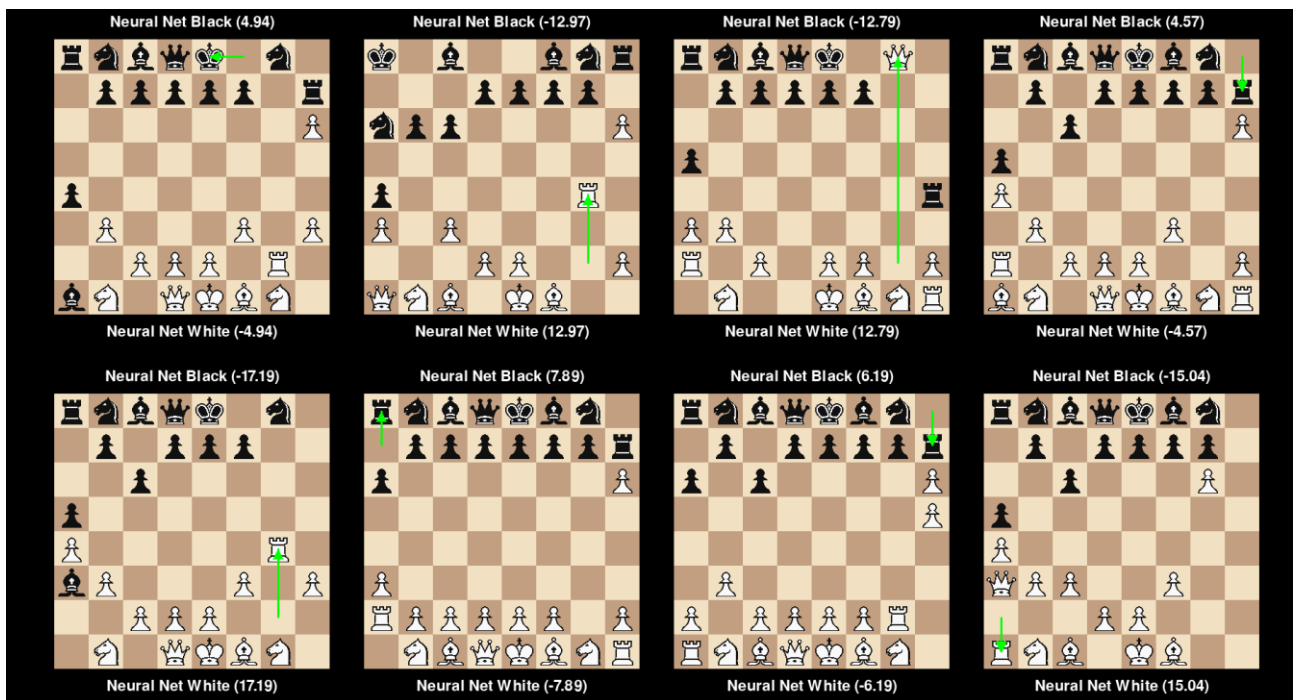 Neural Net Black (4.94)
Neural Net Black (-12.97)
Neural Net Black (-12.79)
Neural Net Black (4.57)
Neural Net White (-4.94)
Neural Net White (12.97)
Neural Net White (12.79)
Neural Net White (-4.57)
Neural Net Black (-17.19)
Neural Net Black (7.89)
Neural Net Black (6.19)
Neural Net Black (-15.04)
Neural Net White (17.19)
Neural Net White (-7.89)
Neural Net White (-6.19)
Neural Net White (15.04)